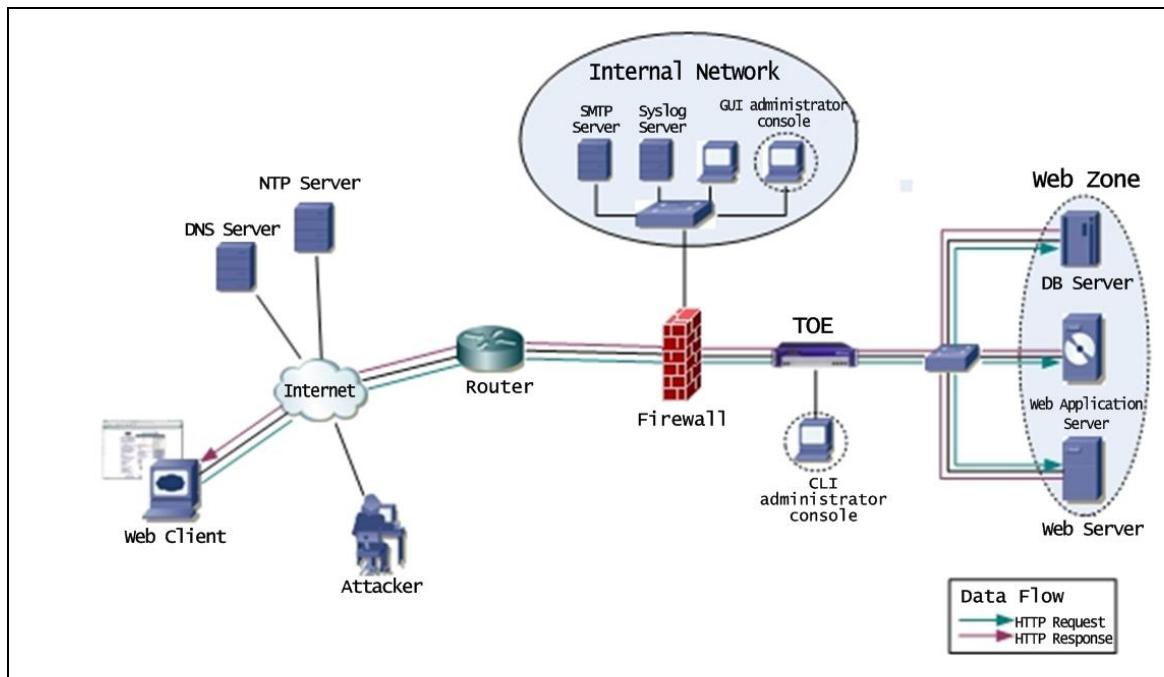 Internal Network
SMTP
Server
Syslog
Server
GUI administrator
console
NTP Server
DNS Server
Internet
Router
Firewall
TOE
CLI
administrator
console
Web Zone
DB Server
Web Application
Server
Web Server
Web Client
Attacker
Data Flow
HTTP Request
HTTP Response